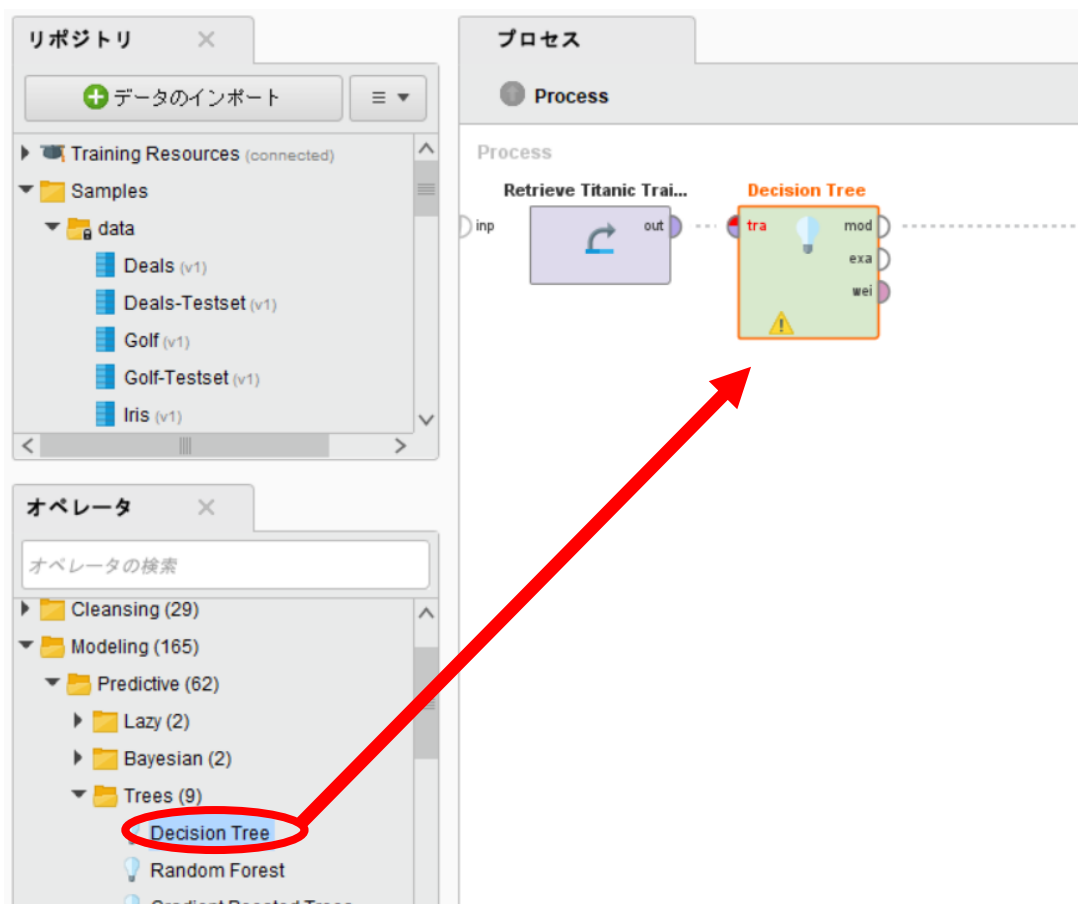 リポジトリ
データのインポート
Training Resources (connected)
Samples
data
Deals (v1)
Deals-Testset (v1)
Golf (v1)
Golf-Testset (v1)
Iris (v1)
オペレータ
オペレータの検索
Cleansing (29)
Modeling (165)
Predictive (62)
Lazy (2)
Bayesian (2)
Trees (9)
Decision Tree
Random Forest
Gradient Boosted Trees
プロセス
Process
Process
Retrieve Titanic Trai...
Decision Tree
inp
out
tra
mod
exa
wei